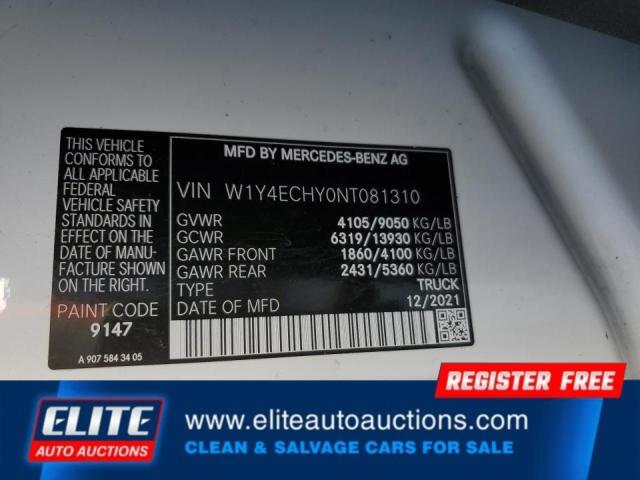 THIS VEHICLE
CONFORMS TO
ALL APPLICABLE
FEDERAL
VEHICLE SAFETY
STANDARDS IN
EFFECT ON THE
DATE OF MANU-
FACTURE SHOWN
ON THE RIGHT.
PAINT CODE
9147
A 907 584 34 05
MFD BY MERCEDES-BENZ AG
VIN W1Y4ECHY0NT081310
GVWR 4105/9050 KG/LB
GCWR 6319/13930 KG/LB
GAWR FRONT 1860/4100 KG/LB
GAWR REAR 2431/5360 KG/LB
TYPE TRUCK
DATE OF MFD 12/2021
REGISTER FREE
ELITE
AUTO AUCTIONS
www.eliteautoauctions.com
CLEAN & SALVAGE CARS FOR SALE